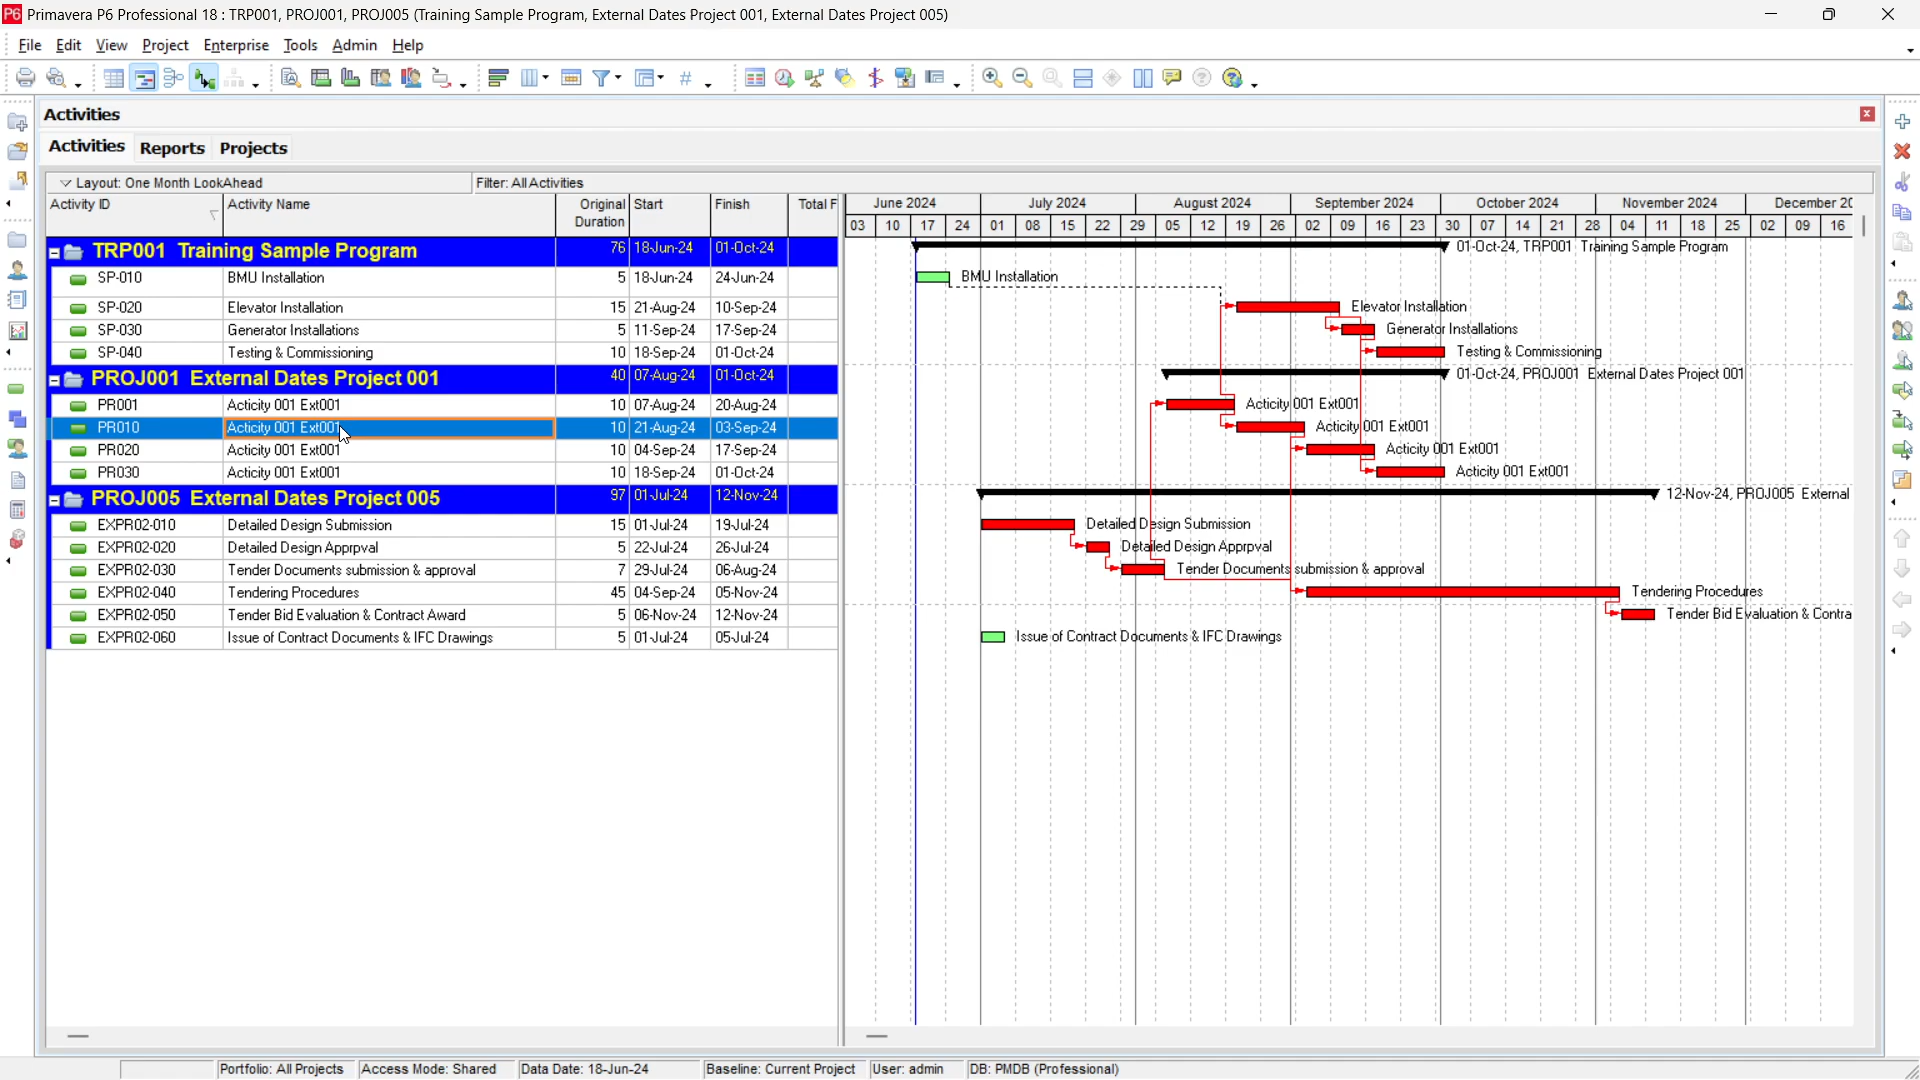 P6 Primavera P6 Professional 18 : TRP001, PROJ001, PROJ005 (Training Sample Program, External Dates Project 001, External Dates Project 005)
File Edit View Project Enterprise Tools Admin Help
Activities
Activities Reports Projects
Layout: One Month LookAhead Filter: All Activities
Activity ID Activity Name Original Duration Start Finish Total F
June 2024 July 2024 August 2024 September 2024 October 2024 November 2024 December 20
03 10 17 24 01 08 15 22 29 05 12 19 26 02 09 16 23 30 07 14 21 28 04 11 18 25 02 09 16
TRP001 Training Sample Program 76 18-Jun-24 01-Oct-24 01-Oct-24, TRP001 Training Sample Program
SP-010 BMU Installation 5 18-Jun-24 24-Jun-24 BMU Installation
SP-020 Elevator Installation 15 21-Aug-24 10-Sep-24 Elevator Installation
SP-030 Generator Installations 5 11-Sep-24 17-Sep-24 Generator Installations
SP-040 Testing & Commissioning 10 18-Sep-24 01-Oct-24 Testing & Commissioning
PROJ001 External Dates Project 001 40 07-Aug-24 01-Oct-24 01-Oct-24, PROJ001 External Dates Project 001
PR001 Acticity 001 Ext001 10 07-Aug-24 20-Aug-24 Acticity 001 Ext001
PR010 Acticity 001 Ext001 10 21-Aug-24 03-Sep-24 Acticity 001 Ext001
PR020 Acticity 001 Ext001 10 04-Sep-24 17-Sep-24 Acticity 001 Ext001
PR030 Acticity 001 Ext001 10 18-Sep-24 01-Oct-24 Acticity 001 Ext001
PROJ005 External Dates Project 005 97 01-Jul-24 12-Nov-24 12-Nov-24, PROJ005 External
EXPR02-010 Detailed Design Submission 15 01-Jul-24 19-Jul-24 Detailed Design Submission
EXPR02-020 Detailed Design Apprpval 5 22-Jul-24 26-Jul-24 Detailed Design Apprpval
EXPR02-030 Tender Documents submission & approval 7 29-Jul-24 06-Aug-24 Tender Documents submission & approval
EXPR02-040 Tendering Procedures 45 04-Sep-24 05-Nov-24 Tendering Procedures
EXPR02-050 Tender Bid Evaluation & Contract Award 5 06-Nov-24 12-Nov-24 Tender Bid Evaluation & Contra
EXPR02-060 Issue of Contract Documents & IFC Drawings 5 01-Jul-24 05-Jul-24 Issue of Contract Documents & IFC Drawings
Portfolio: All Projects Access Mode: Shared Data Date: 18-Jun-24 Baseline: Current Project User: admin DB: PMDB (Professional)